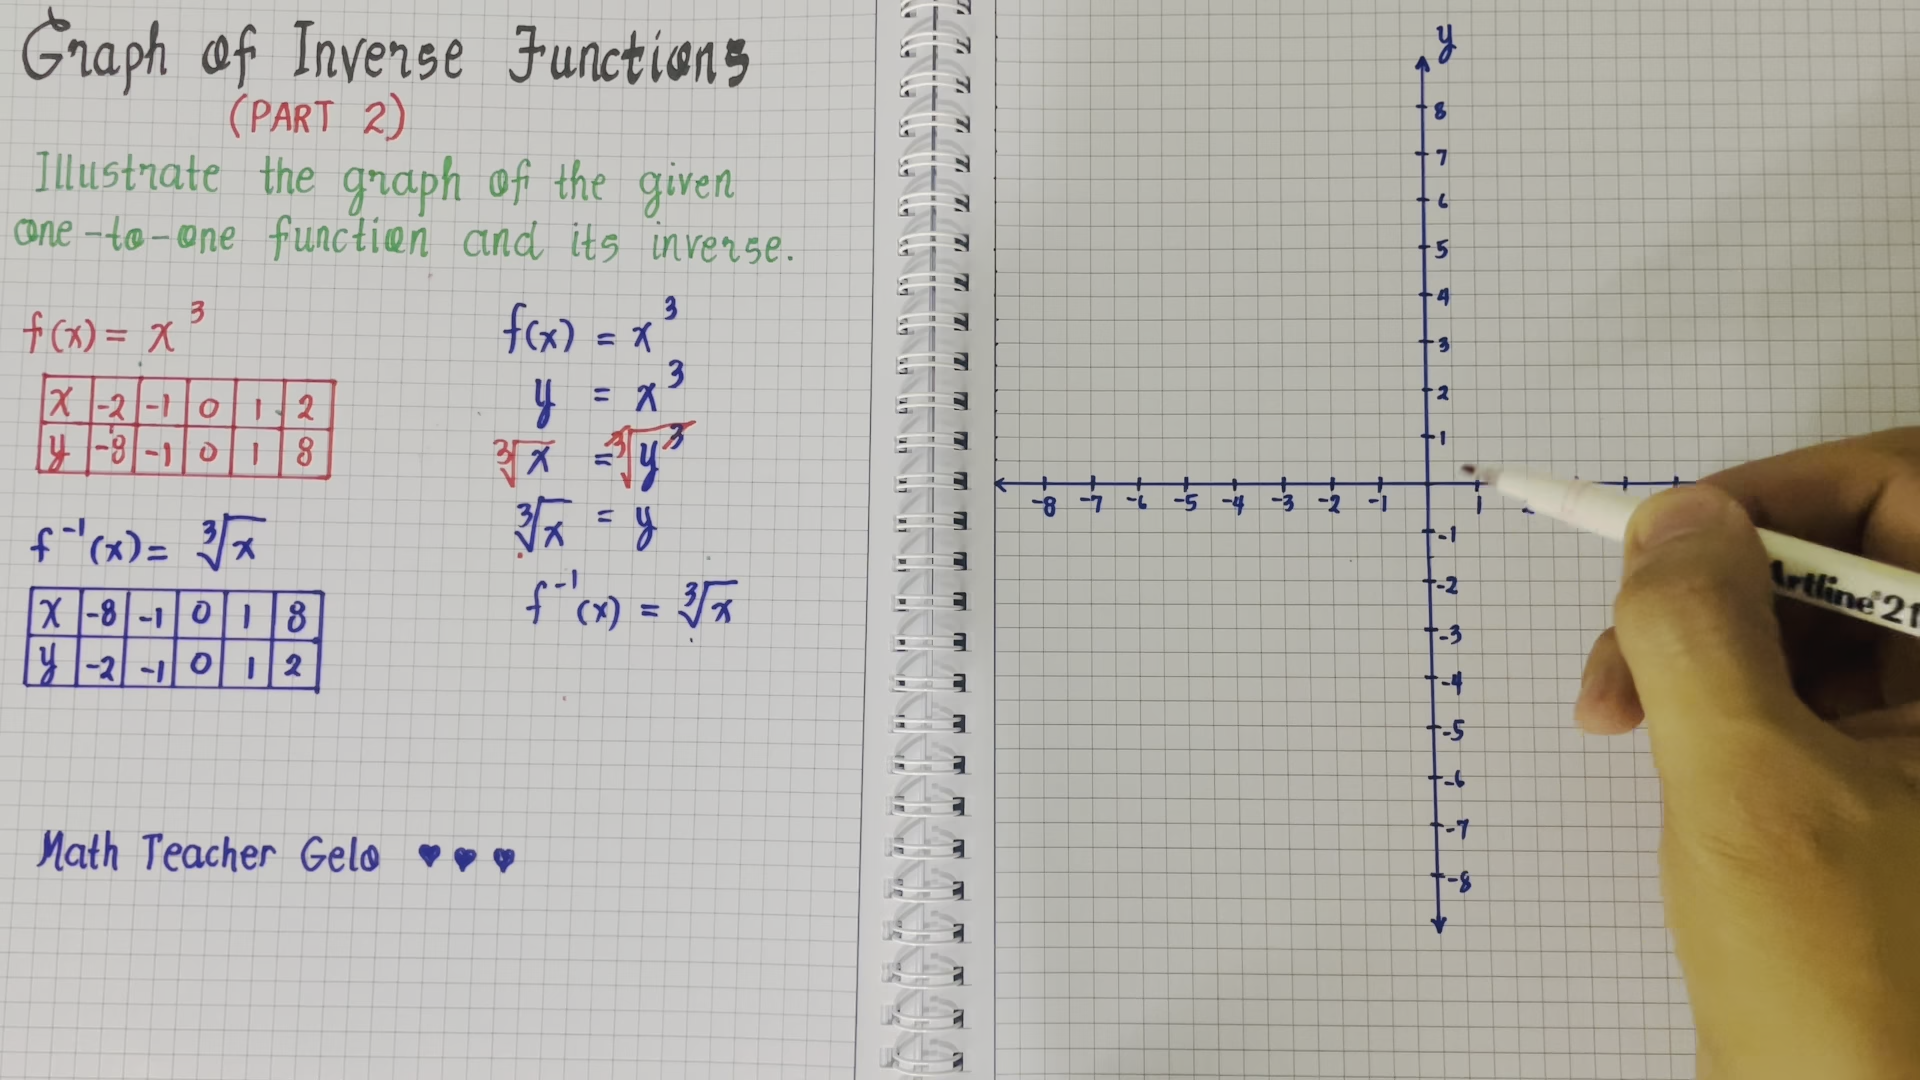 Graph of Inverse Functions
(PART 2)
Illustrate the graph of the given
one-to-one function and its inverse.
f(x) = x³
x -2 -1 0 1 2
y -8 -1 0 1 8
f⁻¹(x) = ∛x
x -8 -1 0 1 8
y -2 -1 0 1 2
f(x) = x³
y = x³
∛x = ∛y³
∛x = y
f⁻¹(x) = ∛x
Math Teacher Gelo ♥ ♥ ♥
y
8
7
6
5
4
3
2
1
-8 -7 -6 -5 -4 -3 -2 -1 1
-1
-2
-3
-4
-5
-6
-7
-8
Artline 21